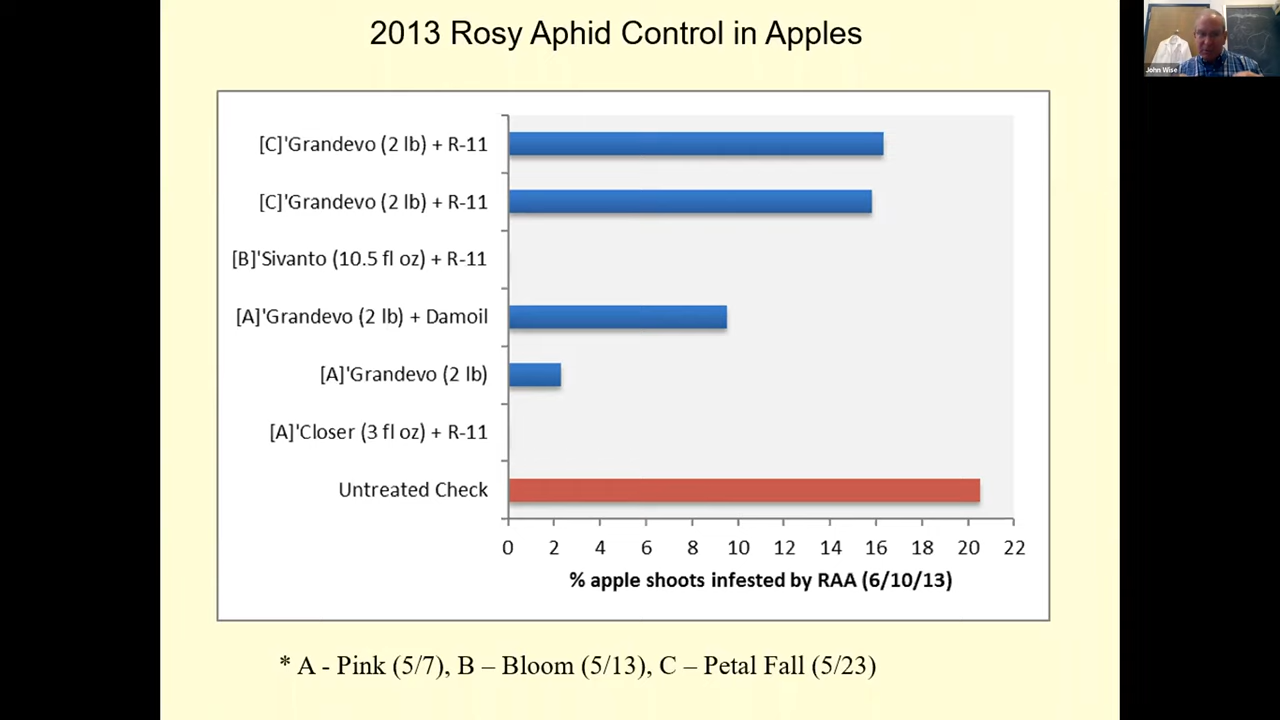 2013 Rosy Aphid Control in Apples
John Wise
[C]'Grandevo (2 lb) + R-11
[C]'Grandevo (2 lb) + R-11
[B]'Sivanto (10.5 fl oz) + R-11
[A]'Grandevo (2 lb) + Damoil
[A]'Grandevo (2 lb)
[A]'Closer (3 fl oz) + R-11
Untreated Check
0 2 4 6 8 10 12 14 16 18 20 22
% apple shoots infested by RAA (6/10/13)
* A - Pink (5/7), B – Bloom (5/13), C – Petal Fall (5/23)